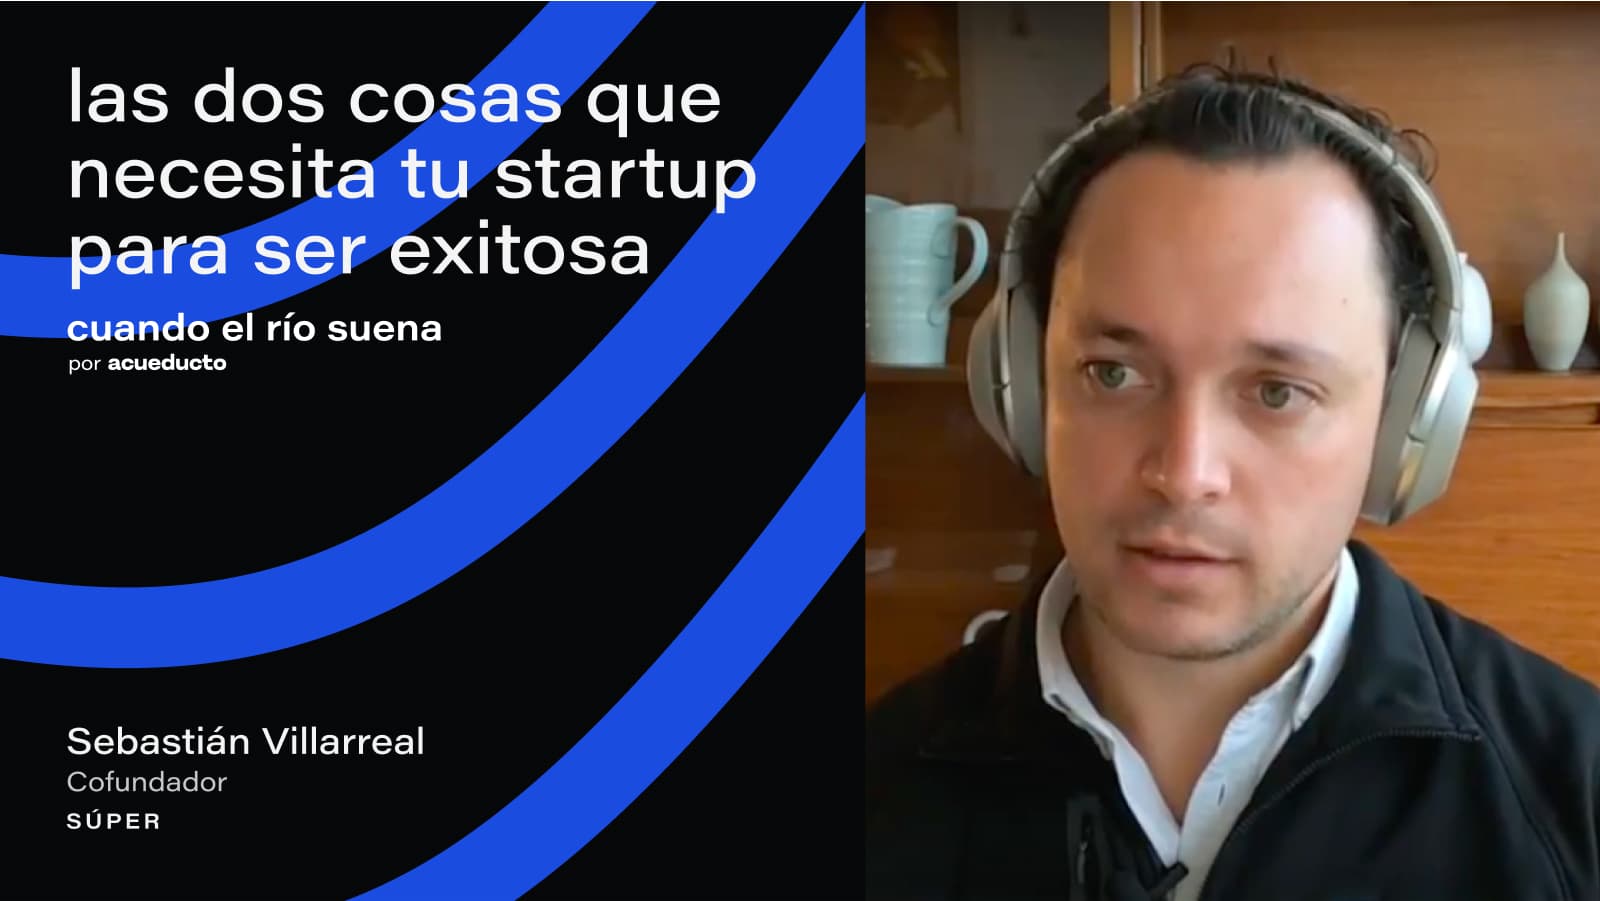 las dos cosas que
necesita tu startup
para ser exitosa
cuando el río suena
por acueducto
Sebastián Villarreal
Cofundador
SÚPER